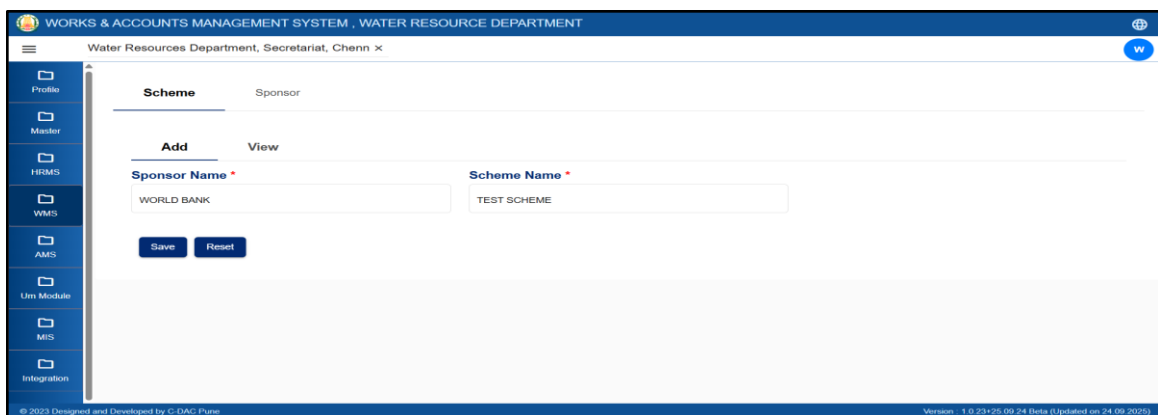 WORKS & ACCOUNTS MANAGEMENT SYSTEM , WATER RESOURCE DEPARTMENT
Water Resources Department, Secretariat, Chenn ×
W
Profile
Master
HRMS
WMS
AMS
Um Module
MIS
Integration
Scheme Sponsor
Add View
Sponsor Name * Scheme Name *
WORLD BANK TEST SCHEME
Save Reset
© 2023 Designed and Developed by C-DAC Pune Version : 1.0.23+25.09.24 Beta (Updated on 24.09.2025)